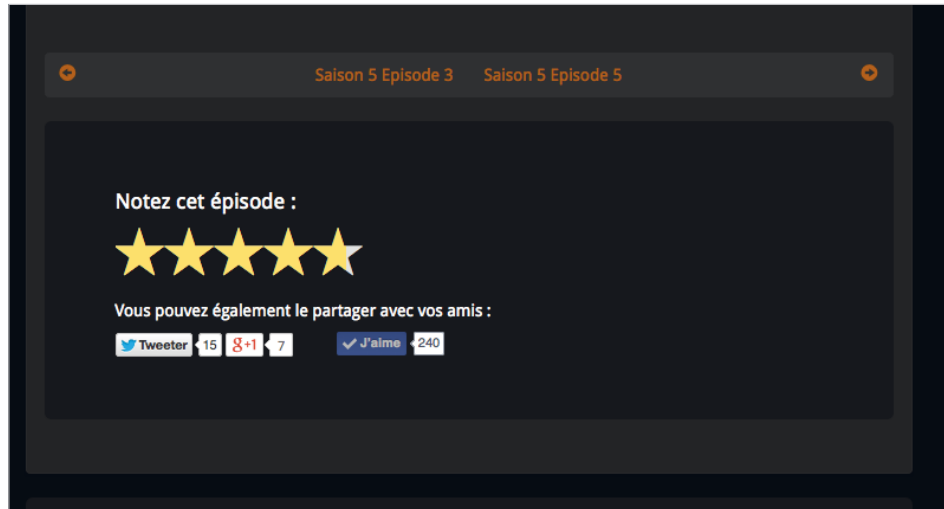 Saison 5 Episode 3 Saison 5 Episode 5
Notez cet épisode :
Vous pouvez également le partager avec vos amis :
Tweeter 15 g+1 7 J'aime 240